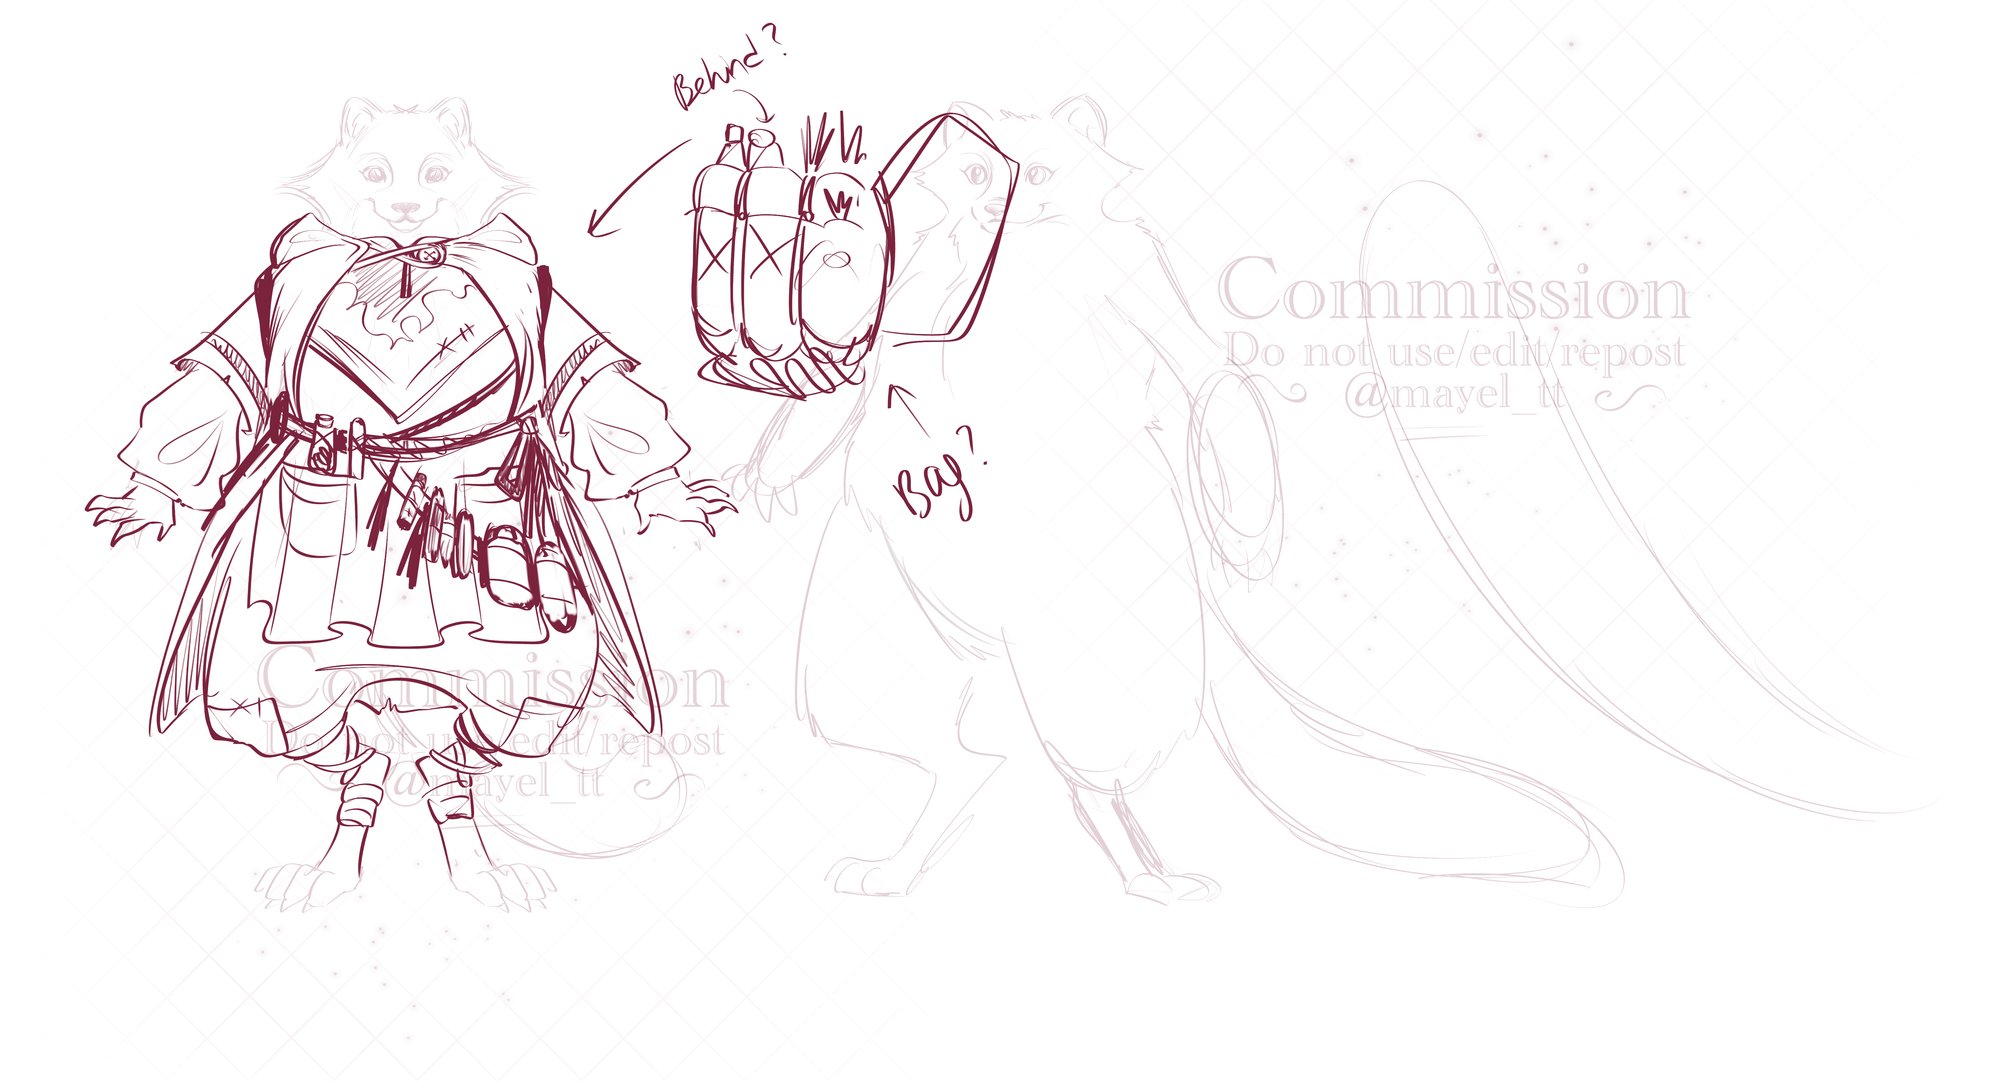 Behind?
Bag?
Commission
Do not use/edit/repost
@mayel_tt
Commission
Do not use/edit/repost
@mayel_tt